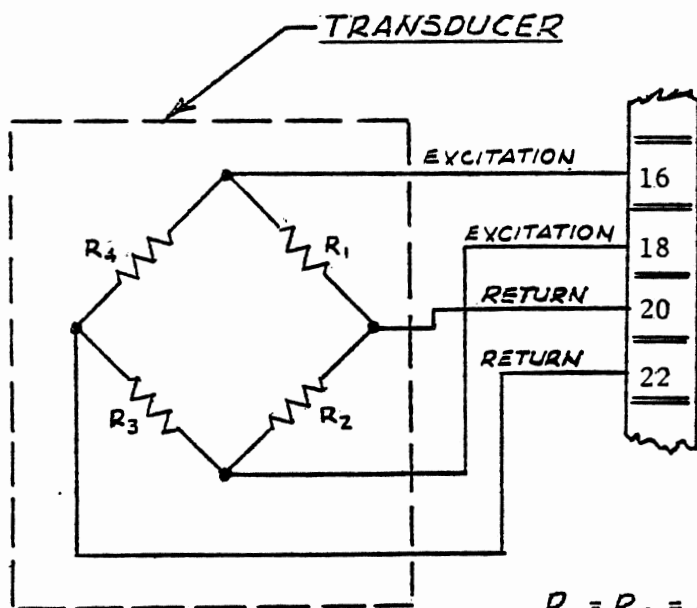 TRANSDUCER
EXCITATION
16
R4
R1
EXCITATION
18
RETURN
20
RETURN
22
R3
R2
R = R =